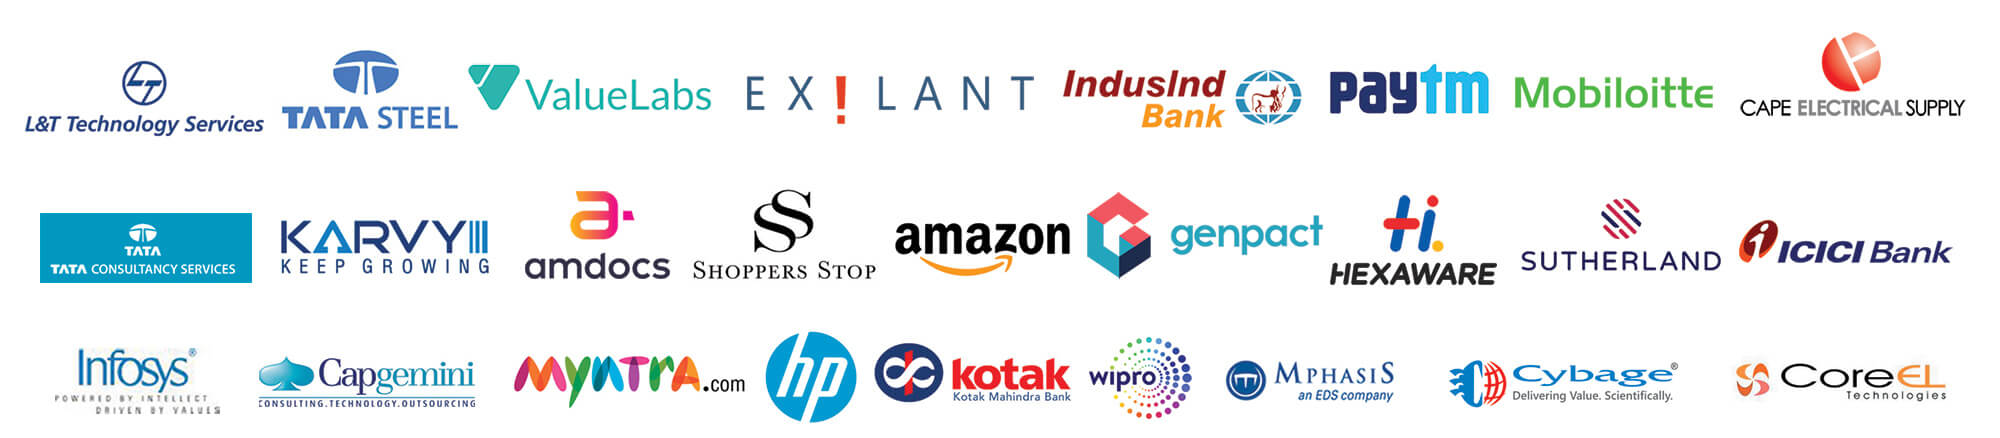 L&T Technology Services
TATA STEEL
ValueLabs
EX!LANT
IndusInd
Bank
paytm
Mobiloitte
CAPE ELECTRICAL SUPPLY
TATA
TATA CONSULTANCY SERVICES
KARVY
KEEP GROWING
amdocs
SHOPPERS STOP
amazon
genpact
Hi
HEXAWARE
SUTHERLAND
ICICI Bank
Infosys®
POWERED BY INTELLECT
DRIVEN BY VALUES
Capgemini
CONSULTING.TECHNOLOGY.OUTSOURCING
Myntra.com
hp
kotak
Kotak Mahindra Bank
wipro
MPHASIS
an EDS company
Cybage®
Delivering Value. Scientifically.
CoreEL
Technologies